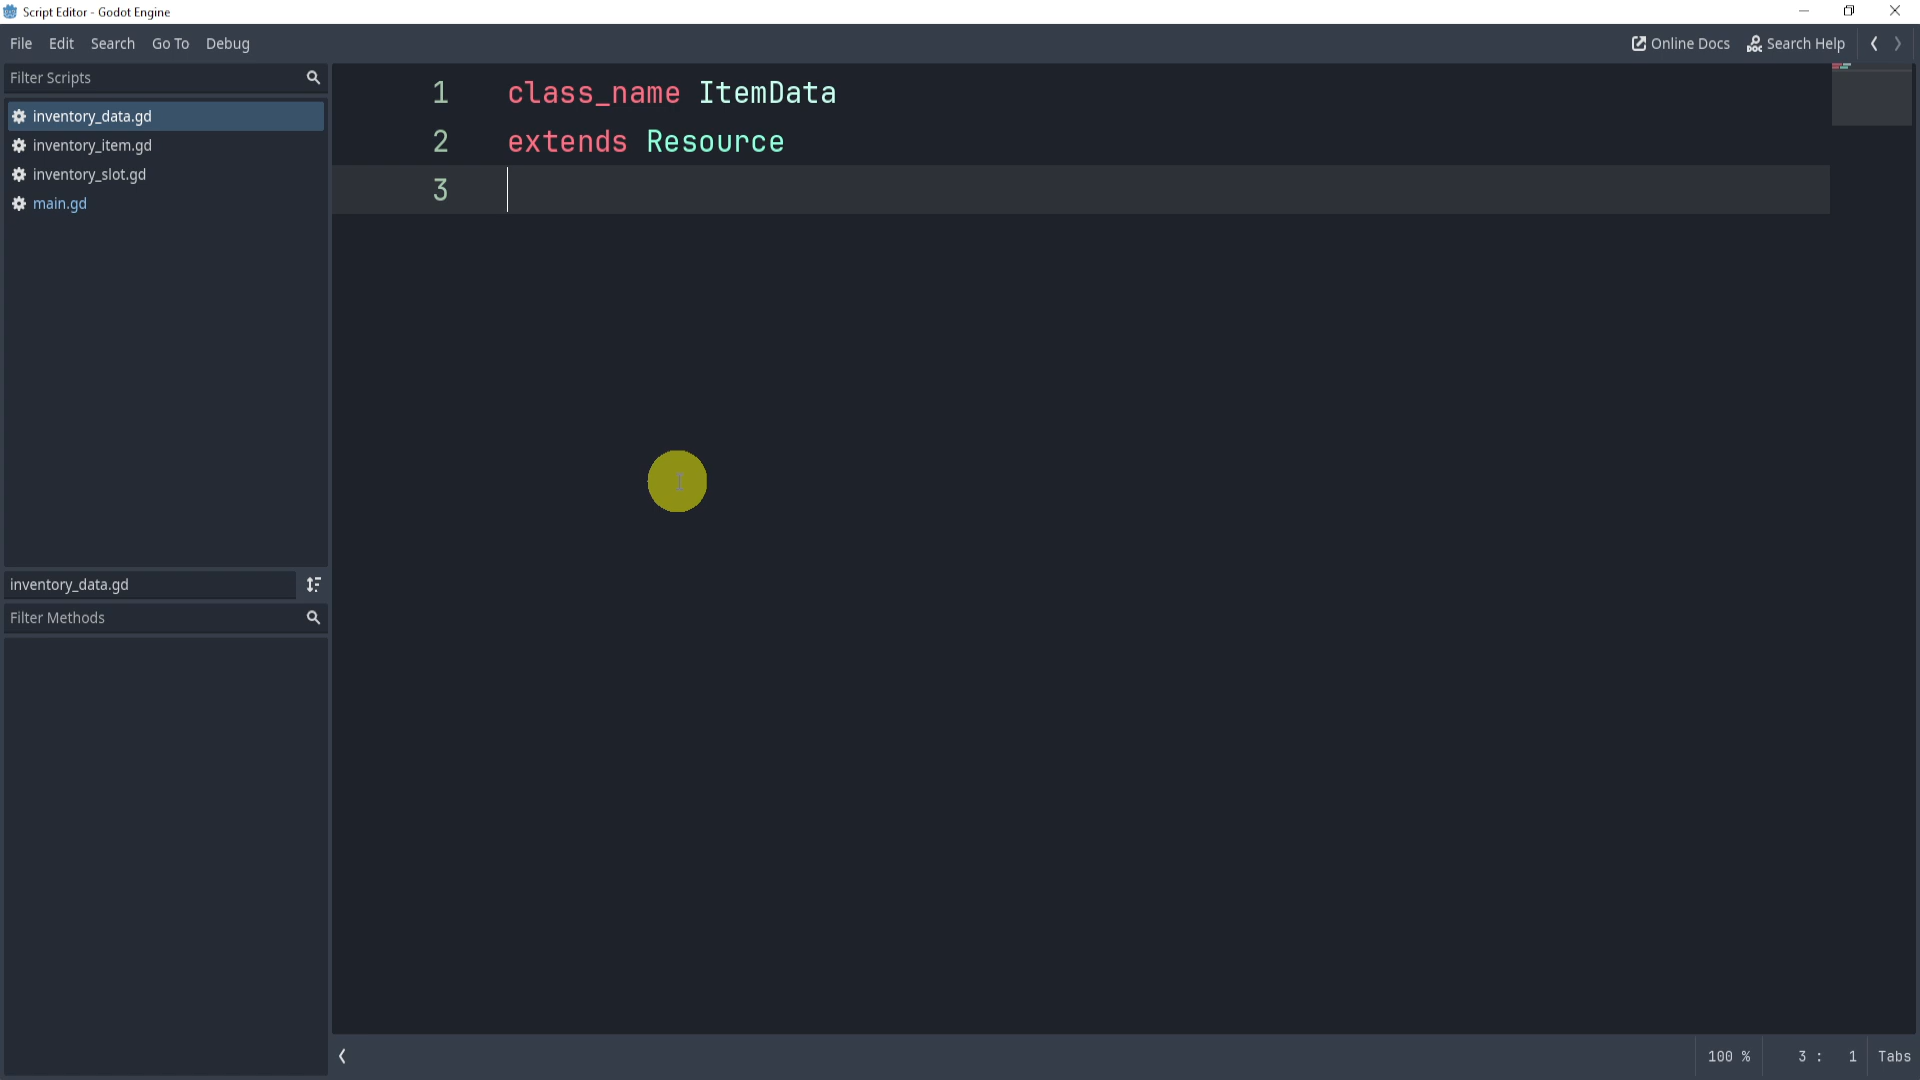 Script Editor - Godot Engine
File Edit Search Go To Debug
Online Docs Search Help
Filter Scripts
inventory_data.gd
inventory_item.gd
inventory_slot.gd
main.gd
1 class_name ItemData
2 extends Resource
3
inventory_data.gd
Filter Methods
100 % 3 : 1 Tabs